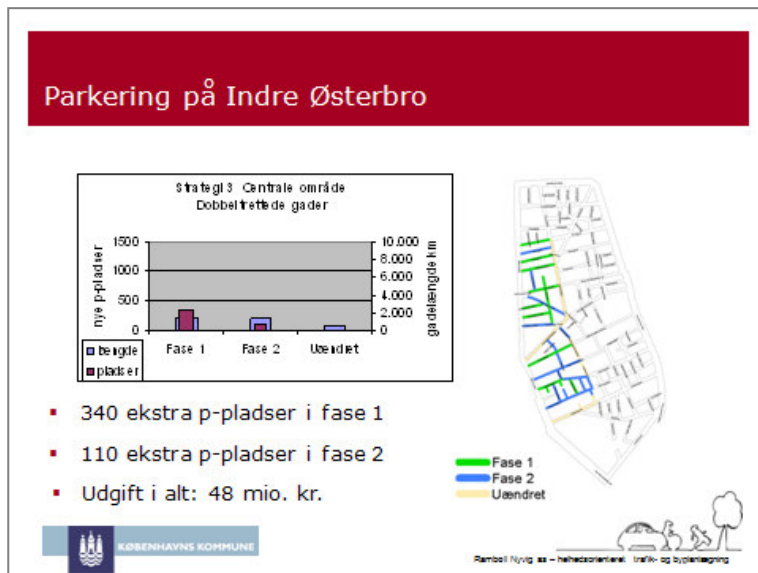 Parkering på Indre Østerbro
Strategi 3 Centrale område
Dobbeltrettede gader
nye p-pladser
1500
1000
500
0
10.000
8.000
6.000
4.000
2.000
0
gadelængde km
Fase 1
Fase 2
Uændret
længde
pladser
340 ekstra p-pladser i fase 1
110 ekstra p-pladser i fase 2
Udgift i alt: 48 mio. kr.
Fase 1
Fase 2
Uændret
KØBENHAVNS KOMMUNE
Rambøll Nyvig as – helhedsorienteret trafik- og byplanlægning